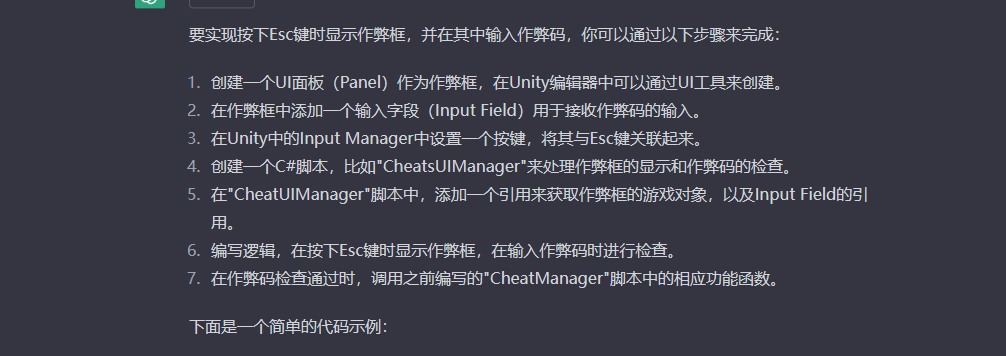 要实现按下Esc键时显示作弊框，并在其中输入作弊码，你可以通过以下步骤来完成：
1. 创建一个UI面板（Panel）作为作弊框，在Unity编辑器中可以通过UI工具来创建。
2. 在作弊框中添加一个输入字段（Input Field）用于接收作弊码的输入。
3. 在Unity中的Input Manager中设置一个按键，将其与Esc键关联起来。
4. 创建一个C#脚本，比如"CheatsUIManager"来处理作弊框的显示和作弊码的检查。
5. 在"CheatUIManager"脚本中，添加一个引用来获取作弊框的游戏对象，以及Input Field的引
用。
6. 编写逻辑，在按下Esc键时显示作弊框，在输入作弊码时进行检查。
7. 在作弊码检查通过时，调用之前编写的"CheatManager"脚本中的相应功能函数。
下面是一个简单的代码示例：